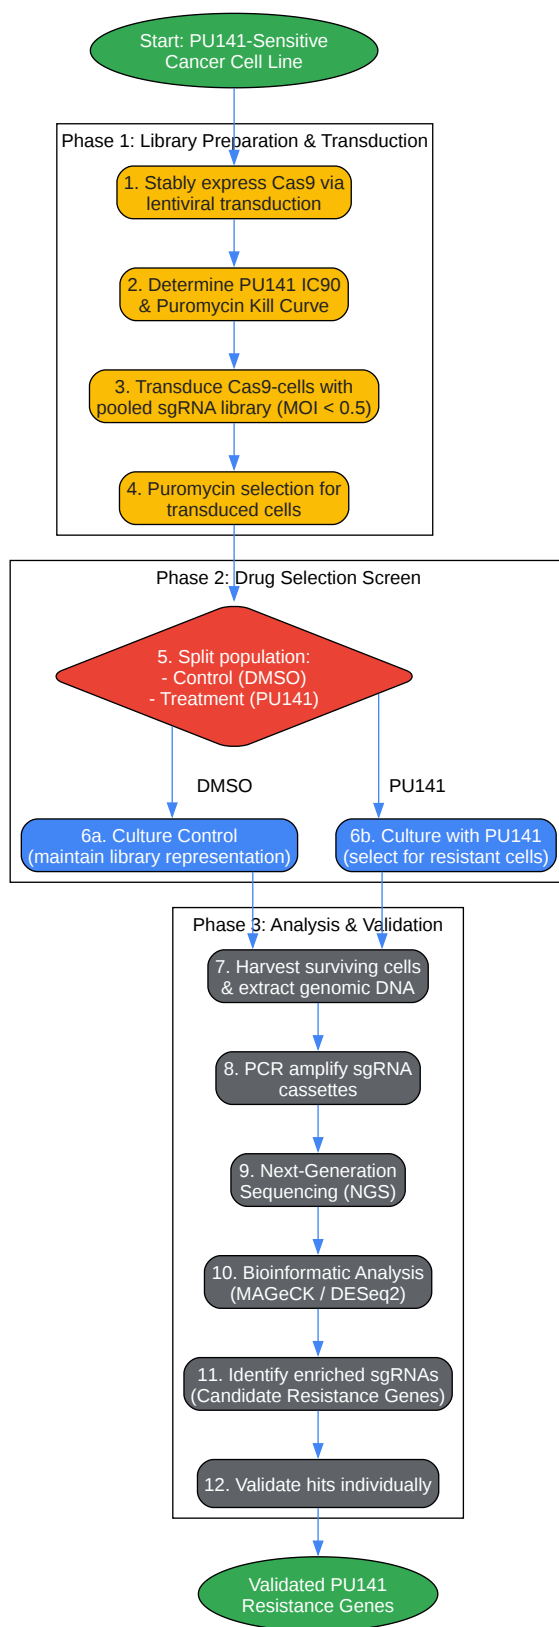 Start: PU141-Sensitive
Cancer Cell Line
Phase 1: Library Preparation & Transduction
1. Stably express Cas9 via
lentiviral transduction
2. Determine PU141 IC90
& Puromycin Kill Curve
3. Transduce Cas9-cells with
pooled sgRNA library (MOI < 0.5)
4. Puromycin selection for
transduced cells
Phase 2: Drug Selection Screen
5. Split population:
- Control (DMSO)
- Treatment (PU141)
DMSO
PU141
6a. Culture Control
(maintain library representation)
6b. Culture with PU141
(select for resistant cells)
Phase 3: Analysis & Validation
7. Harvest surviving cells
& extract genomic DNA
8. PCR amplify sgRNA
cassettes
9. Next-Generation
Sequencing (NGS)
10. Bioinformatic Analysis
(MAGeCK / DESeq2)
11. Identify enriched sgRNAs
(Candidate Resistance Genes)
12. Validate hits individually
Validated PU141
Resistance Genes